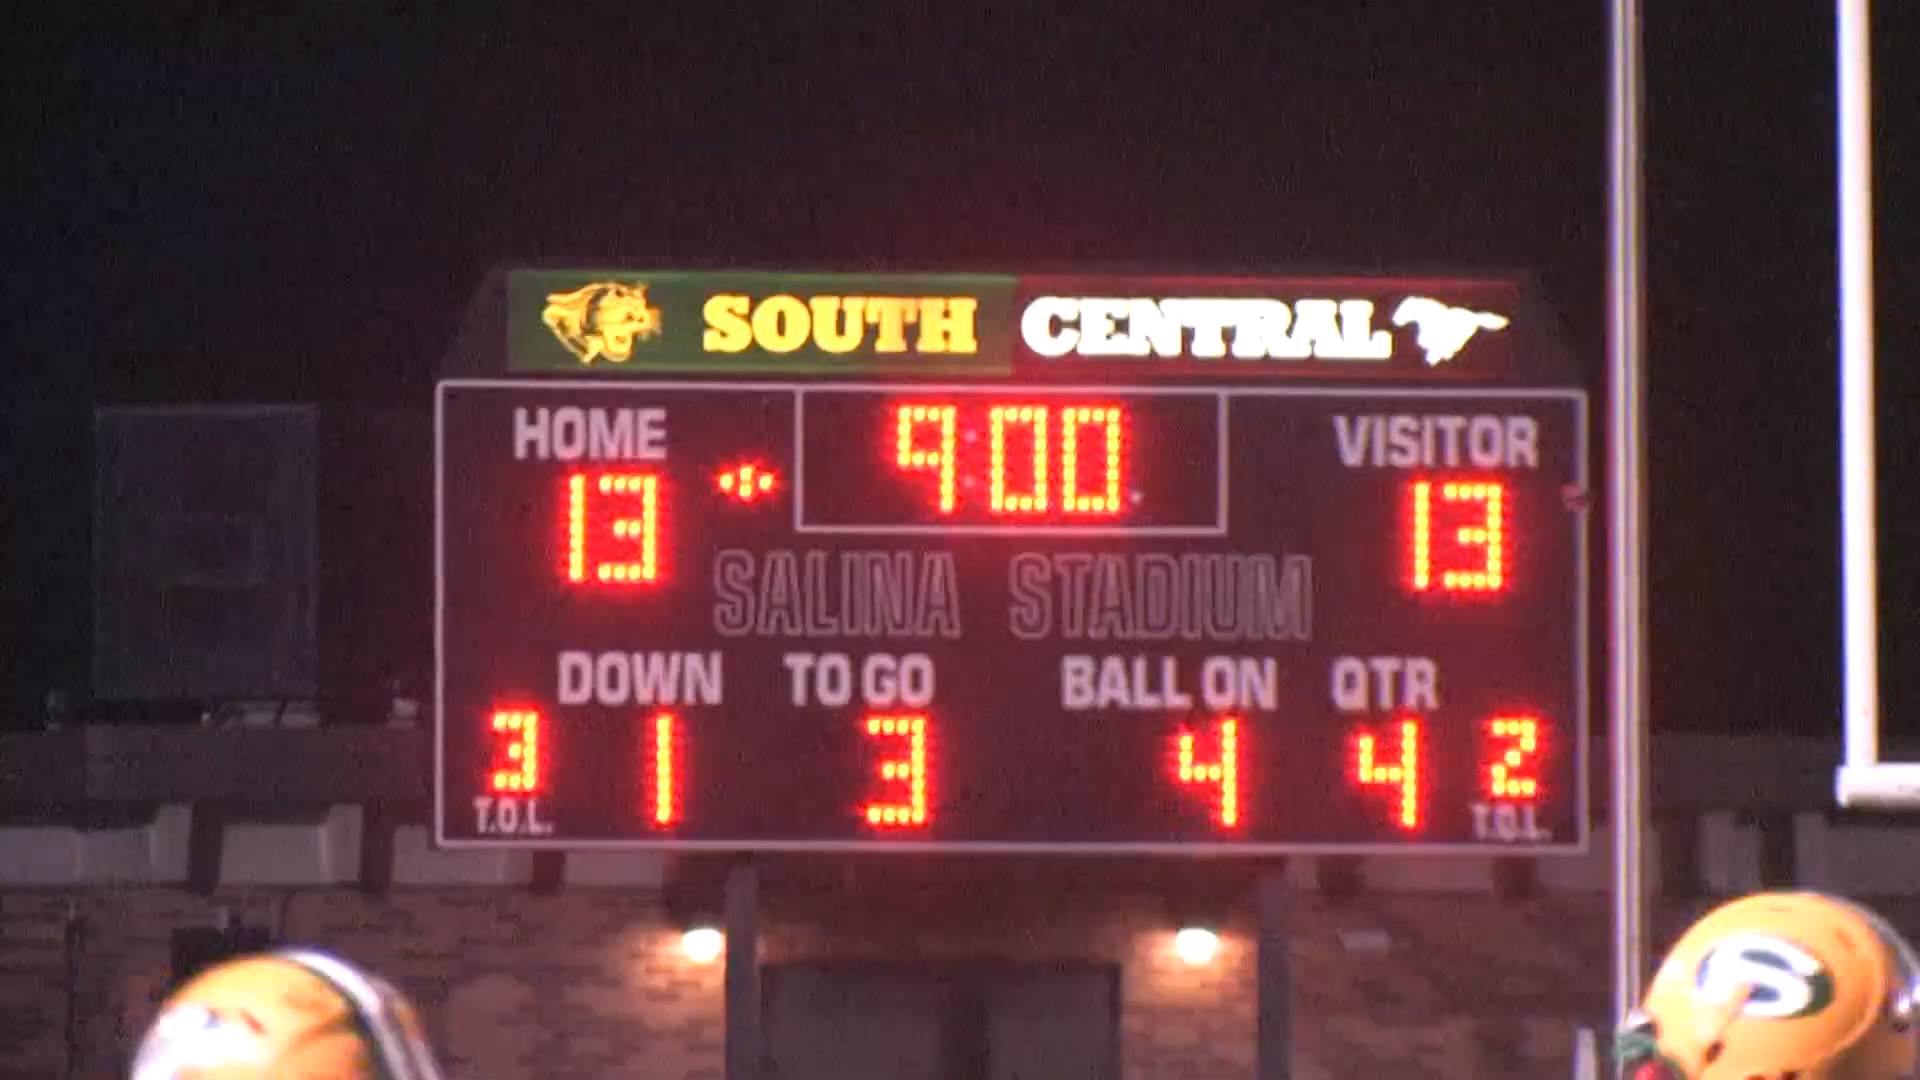 SOUTH CENTRAL
HOME 9:00 VISITOR
13 13
SALINA STADIUM
DOWN TO GO BALL ON QTR
3 1 3 4 4 2
T.O.L. T.O.L.